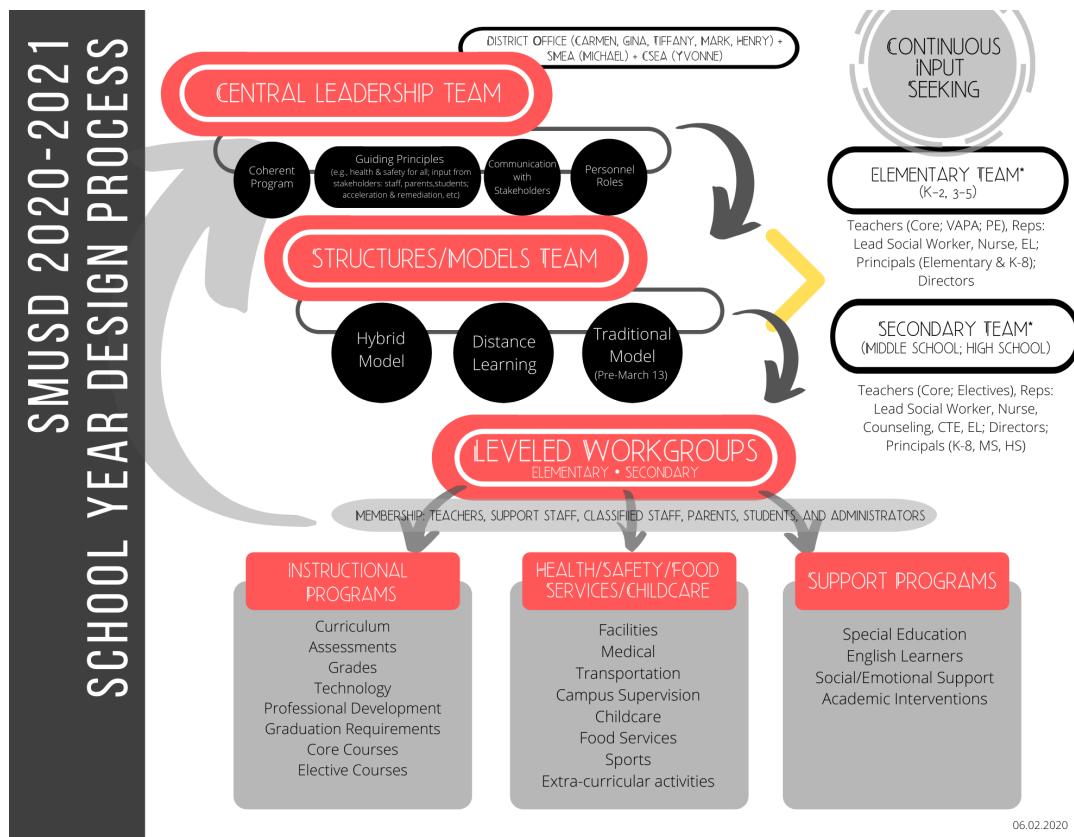 SMUSD 2020-2021
SCHOOL YEAR DESIGN PROCESS
DISTRICT OFFICE (CARMEN, GINA, TIFFANY, MARK, HENRY) +
SMEA (MICHAEL) + CSEA (YVONNE)
CENTRAL LEADERSHIP TEAM
Coherent
Program
Guiding Principles
(e.g., health & safety for all; input from
stakeholders: staff, parents,students;
acceleration & remediation, etc)
Communication
with
Stakeholders
Personnel
Roles
STRUCTURES/MODELS TEAM
Hybrid
Model
Distance
Learning
Traditional
Model
(Pre-March 13)
CONTINUOUS
INPUT
SEEKING
ELEMENTARY TEAM*
(K-2, 3-5)
Teachers (Core; VAPA; PE), Reps:
Lead Social Worker, Nurse, EL;
Principals (Elementary & K-8);
Directors
SECONDARY TEAM*
(MIDDLE SCHOOL; HIGH SCHOOL)
Teachers (Core; Electives), Reps:
Lead Social Worker, Nurse,
Counseling, CTE, EL; Directors;
Principals (K-8, MS, HS)
LEVELED WORKGROUPS
ELEMENTARY • SECONDARY
MEMBERSHIP: TEACHERS, SUPPORT STAFF, CLASSIFIED STAFF, PARENTS, STUDENTS, AND ADMINISTRATORS
INSTRUCTIONAL
PROGRAMS
Curriculum
Assessments
Grades
Technology
Professional Development
Graduation Requirements
Core Courses
Elective Courses
HEALTH/SAFETY/FOOD
SERVICES/CHILDCARE
Facilities
Medical
Transportation
Campus Supervision
Childcare
Food Services
Sports
Extra-curricular activities
SUPPORT PROGRAMS
Special Education
English Learners
Social/Emotional Support
Academic Interventions
06.02.2020